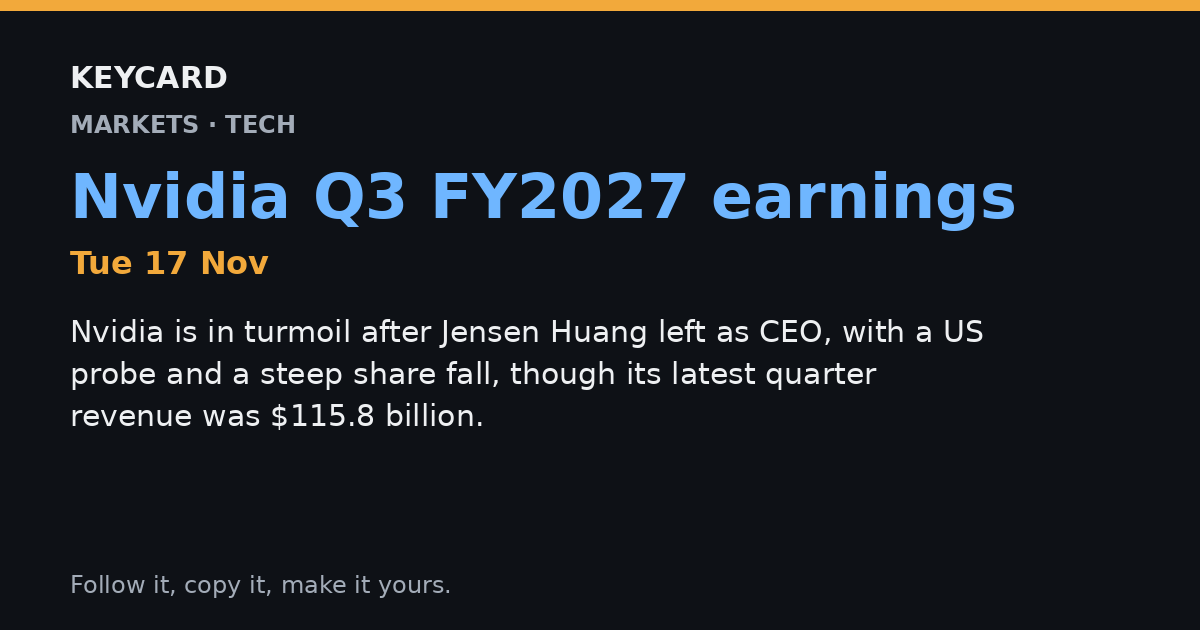 KEYCARD
MARKETS · TECH
Nvidia Q3 FY2027 earnings
Tue 17 Nov
Nvidia is in turmoil after Jensen Huang left as CEO, with a US
probe and a steep share fall, though its latest quarter
revenue was $115.8 billion.
Follow it, copy it, make it yours.